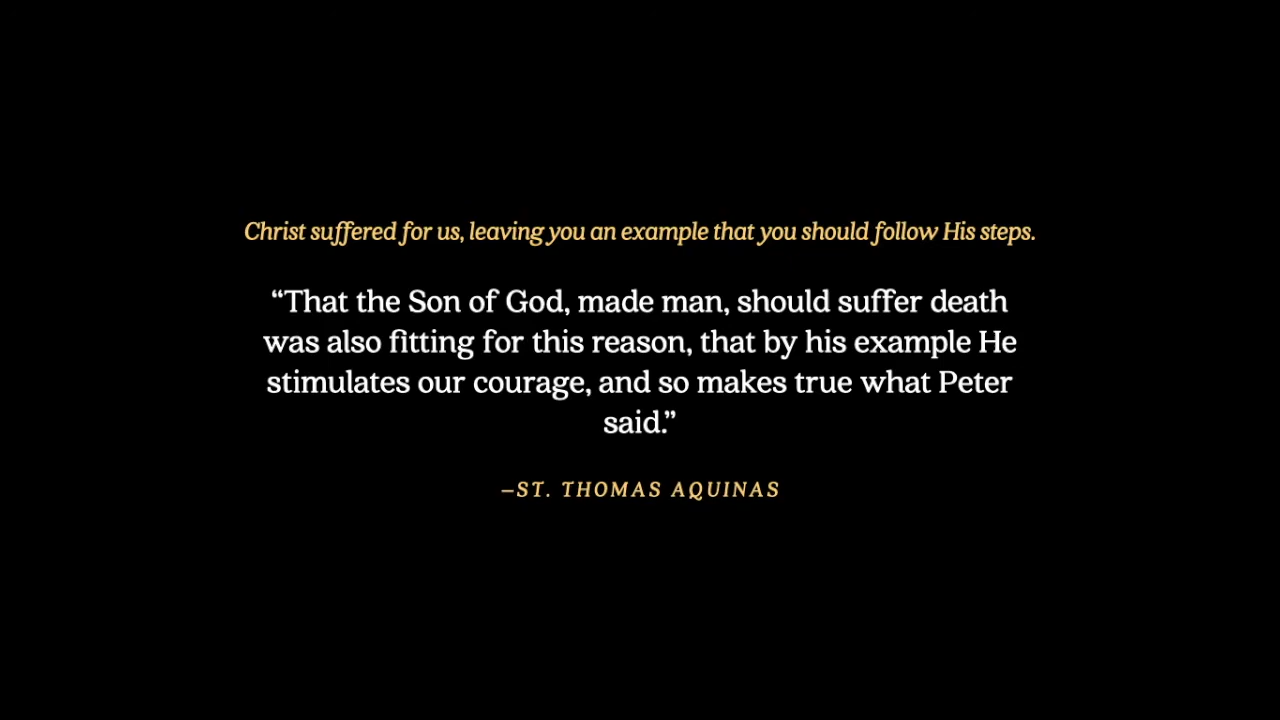 Christ suffered for us, leaving you an example that you should follow His steps.
“That the Son of God, made man, should suffer death
was also fitting for this reason, that by his example He
stimulates our courage, and so makes true what Peter
said.”
–ST. THOMAS AQUINAS